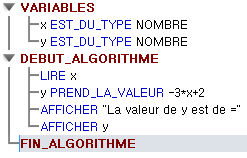 VARIABLES
x EST_DU_TYPE NOMBRE
y EST_DU_TYPE NOMBRE
DEBUT_ALGORITHME
LIRE x
y PREND_LA_VALEUR -3*x+2
AFFICHER "La valeur de y est de ="
AFFICHER y
FIN_ALGORITHME